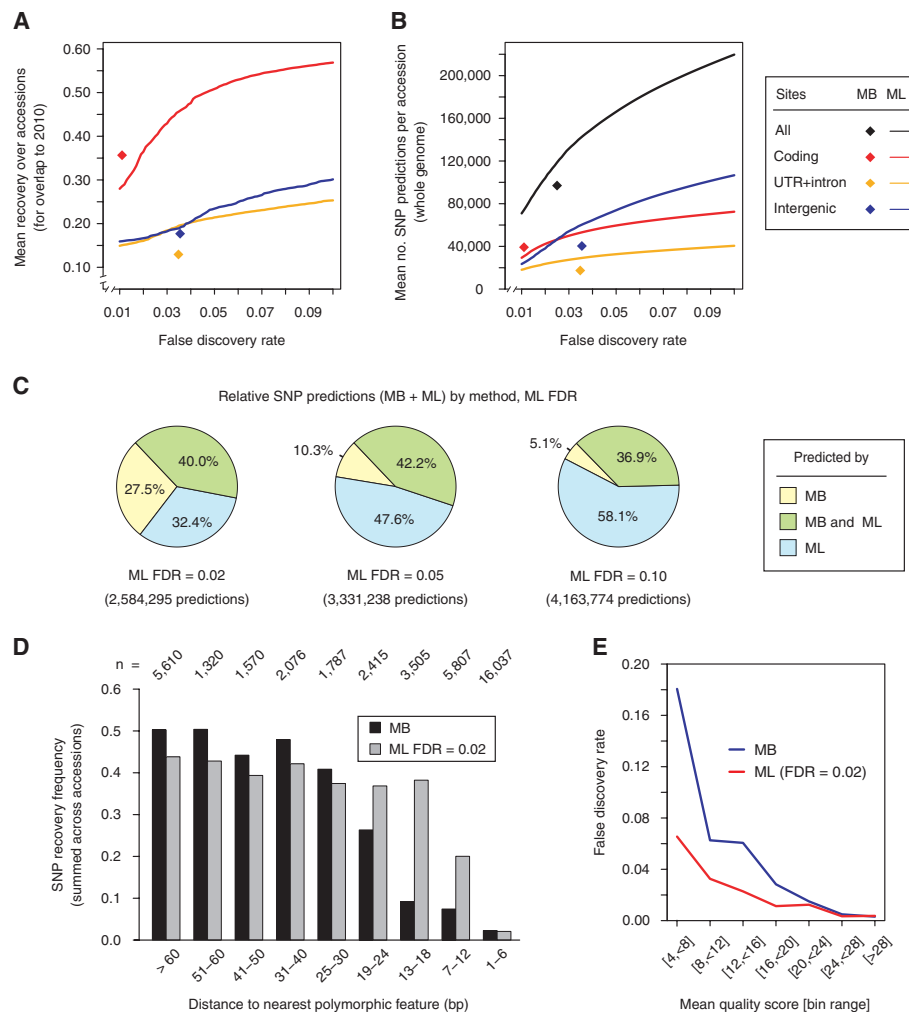 A
0.60
0.50
0.40
0.30
0.20
0.10
Mean recovery over accessions
(for overlap to 2010)
0.01
0.03
0.05
0.07
0.09
False discovery rate
B
200,000
160,000
120,000
80,000
40,000
0
Mean no. SNP predictions per accession
(whole genome)
0.01
0.03
0.05
0.07
0.09
False discovery rate
Sites MB ML
All
Coding
UTR+intron
Intergenic
C
Relative SNP predictions (MB + ML) by method, ML FDR
40.0%
27.5%
32.4%
ML FDR = 0.02
(2,584,295 predictions)
10.3%
42.2%
47.6%
ML FDR = 0.05
(3,331,238 predictions)
5.1%
36.9%
58.1%
ML FDR = 0.10
(4,163,774 predictions)
Predicted by
MB
MB and ML
ML
D
n =
5,610
1,320
1,570
2,076
1,787
2,415
3,505
5,807
16,037
0.6
0.5
0.4
0.3
0.2
0.1
0.0
SNP recovery frequency
(summed across accessions)
MB
ML FDR = 0.02
> 60
51–60
41–50
31–40
25–30
19–24
13–18
7–12
1–6
Distance to nearest polymorphic feature (bp)
E
0.20
0.16
0.12
0.08
0.04
0.00
False discovery rate
MB
ML (FDR = 0.02)
[4,<8]
[8,<12]
[12,<16]
[16,<20]
[20,<24]
[24,<28]
[>28]
Mean quality score [bin range]